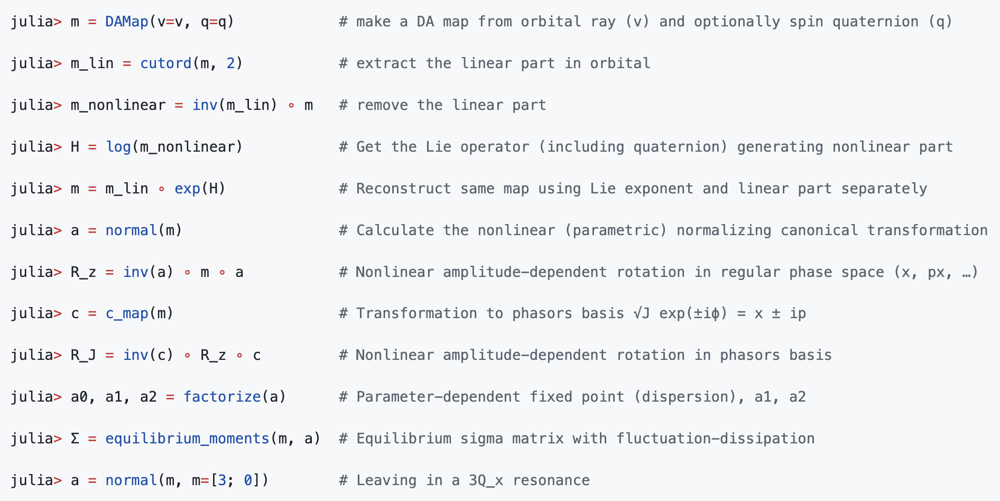 julia> m = DAMap(v=v, q=q)            # make a DA map from orbital ray (v) and optionally spin quaternion (q)
julia> m_lin = cutord(m, 2)           # extract the linear part in orbital
julia> m_nonlinear = inv(m_lin) ∘ m   # remove the linear part
julia> H = log(m_nonlinear)           # Get the Lie operator (including quaternion) generating nonlinear part
julia> m = m_lin ∘ exp(H)             # Reconstruct same map using Lie exponent and linear part separately
julia> a = normal(m)                  # Calculate the nonlinear (parametric) normalizing canonical transformation
julia> R_z = inv(a) ∘ m ∘ a           # Nonlinear amplitude-dependent rotation in regular phase space (x, px, …)
julia> c = c_map(m)                   # Transformation to phasors basis √J exp(±iϕ) = x ± ip
julia> R_J = inv(c) ∘ R_z ∘ c         # Nonlinear amplitude-dependent rotation in phasors basis
julia> a0, a1, a2 = factorize(a)      # Parameter-dependent fixed point (dispersion), a1, a2
julia> Σ = equilibrium_moments(m, a)  # Equilibrium sigma matrix with fluctuation-dissipation
julia> a = normal(m, m=[3; 0])        # Leaving in a 3Q_x resonance